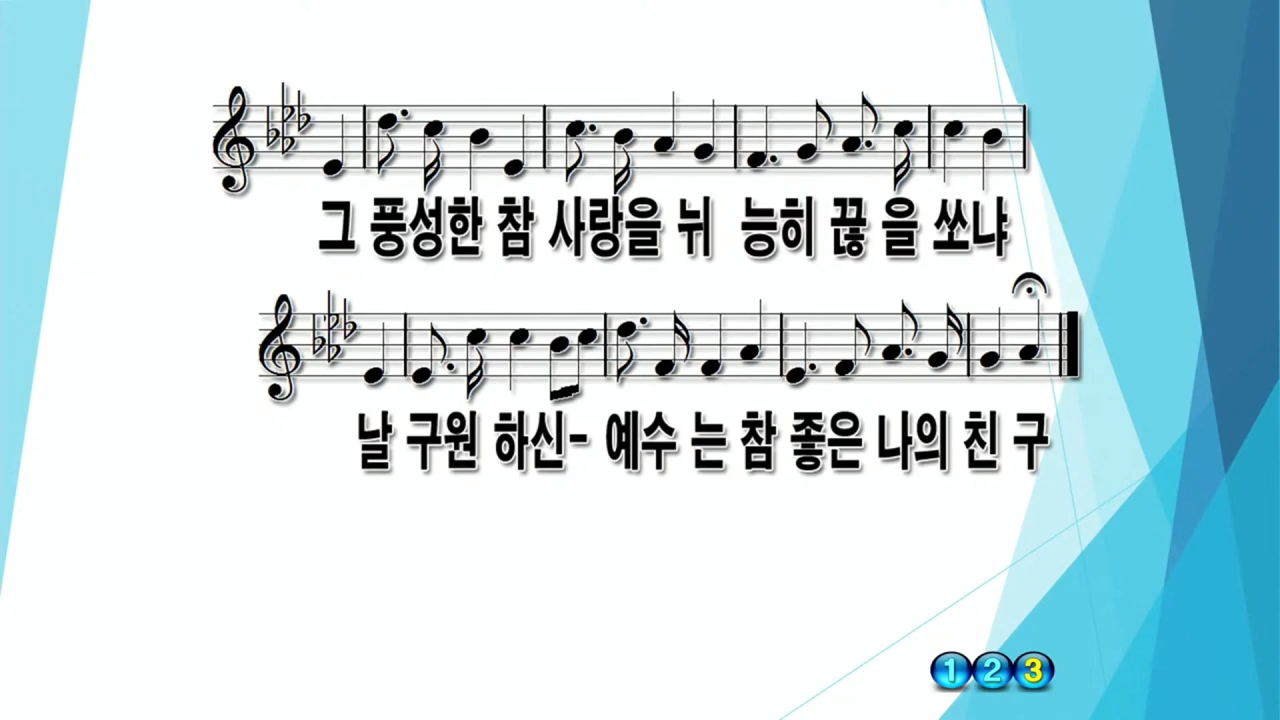 그 풍성한 참 사랑을 뉘 능히 끊 을 쏘냐
날 구원 하신- 예수 는 참 좋은 나의 친 구
1 2 3